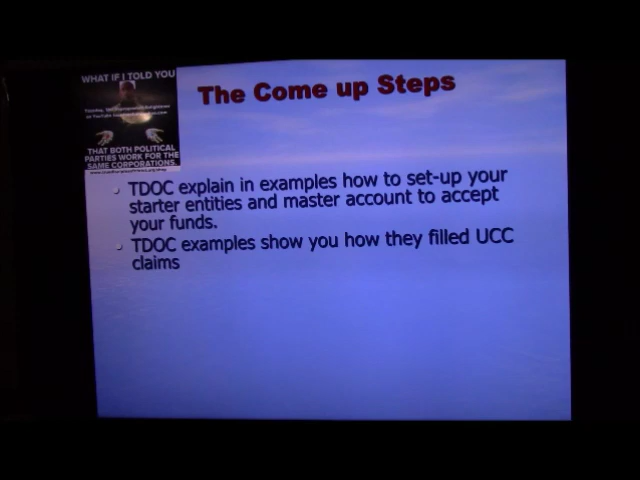 WHAT IF I TOLD YOU
THAT BOTH POLITICAL
PARTIES WORK FOR THE
SAME CORPORATIONS.
The Come up Steps
TDOC explain in examples how to set-up your
starter entities and master account to accept
your funds.
TDOC examples show you how they filled UCC
claims